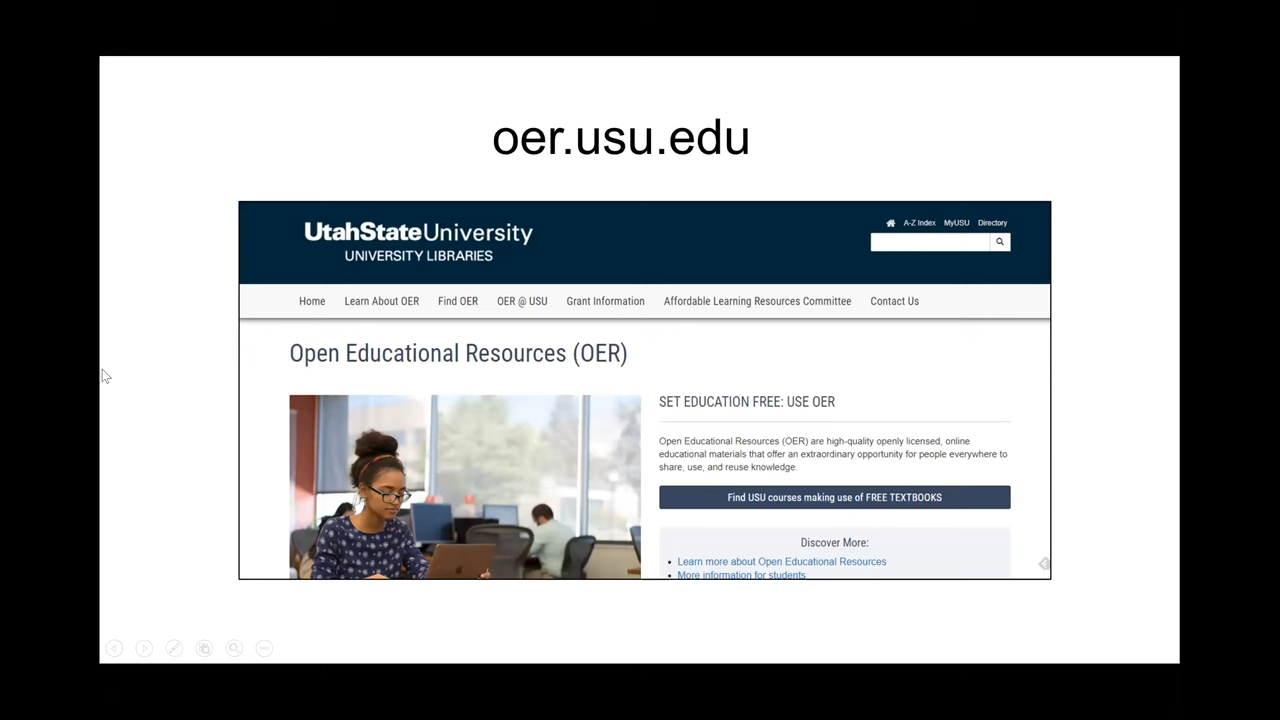 oer.usu.edu
UtahStateUniversity
UNIVERSITY LIBRARIES
A-Z Index MyUSU Directory
Home Learn About OER Find OER OER @ USU Grant Information Affordable Learning Resources Committee Contact Us
Open Educational Resources (OER)
SET EDUCATION FREE: USE OER
Open Educational Resources (OER) are high-quality openly licensed, online
educational materials that offer an extraordinary opportunity for people everywhere to
share, use, and reuse knowledge.
Find USU courses making use of FREE TEXTBOOKS
Discover More:
• Learn more about Open Educational Resources
• More information for students